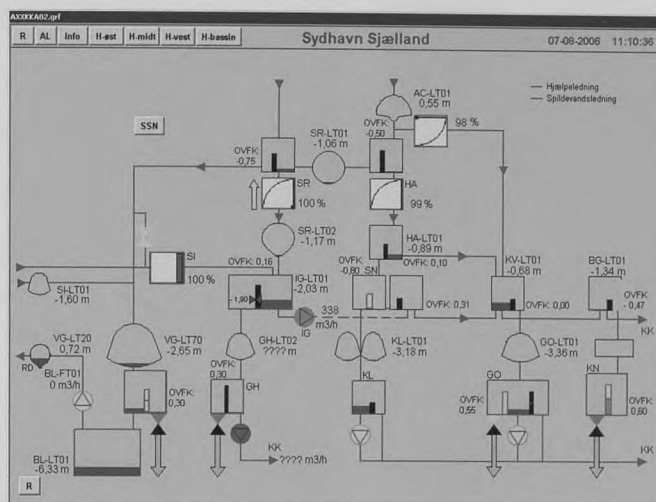 AXXKKA02.grf
R AL Info H-øst H-midt H-vest H-bassin
Sydhavn Sjælland
07-08-2006 11:10:36
Hjælpeledning
Spildevandsledning
SSN
AC-LT01
0,55 m
98 %
OVFK:
-0,75
SR-LT01
-1,06 m
OVFK:
-0,50
SR
100 %
HA
99 %
SR-LT02
-1,17 m
HA-LT01
-0,89 m
OVFK: 0,10
KV-LT01
-0,68 m
BG-LT01
-1,34 m
SI
100 %
OVFK: 0,16
IG-LT01
-2,03 m
-1,90
OVFK:
-0,80
SN
OVFK: 0,31
OVFK: 0,00
OVFK:
-0,47
SI-LT01
-1,60 m
338
m3/h
IG
KK
VG-LT20
0,72 m
RD
VG-LT70
-2,65 m
GH-LT02
???? m
KL-LT01
-3,18 m
GO-LT01
-3,36 m
BL-FT01
0 m3/h
OVFK:
0,30
OVFK:
0,30
GH
KL
GO
OVFK:
0,55
KN
OVFK:
0,60
BL-LT01
-6,33 m
KK
???? m3/h
KK
R